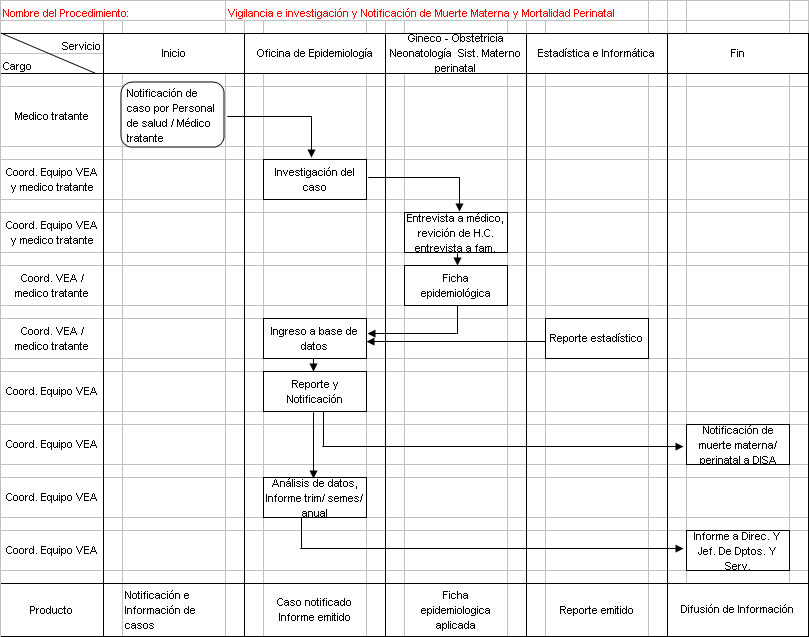 Nombre del Procedimiento: Vigilancia e investigación y Notificación de Muerte Materna y Mortalidad Perinatal
Servicio
Cargo
Inicio
Oficina de Epidemiología
Gineco - Obstetricia
Neonatología Sist. Materno
perinatal
Estadística e Informática
Fin
Medico tratante
Notificación de
caso por Personal
de salud / Médico
tratante
Coord. Equipo VEA
y medico tratante
Investigación del
caso
Coord. Equipo VEA
y medico tratante
Entrevista a médico,
revición de H.C.
entrevista a fam.
Coord. VEA /
medico tratante
Ficha
epidemiológica
Coord. VEA /
medico tratante
Ingreso a base de
datos
Reporte estadístico
Coord. Equipo VEA
Reporte y
Notificación
Coord. Equipo VEA
Notificación de
muerte materna/
perinatal a DISA
Coord. Equipo VEA
Análisis de datos,
Informe trim/ semes/
anual
Coord. Equipo VEA
Informe a Direc. Y
Jef. De Dptos. Y
Serv.
Producto
Notificación e
Información de
casos
Caso notificado
Informe emitido
Ficha
epidemiologica
aplicada
Reporte emitido
Difusión de Información